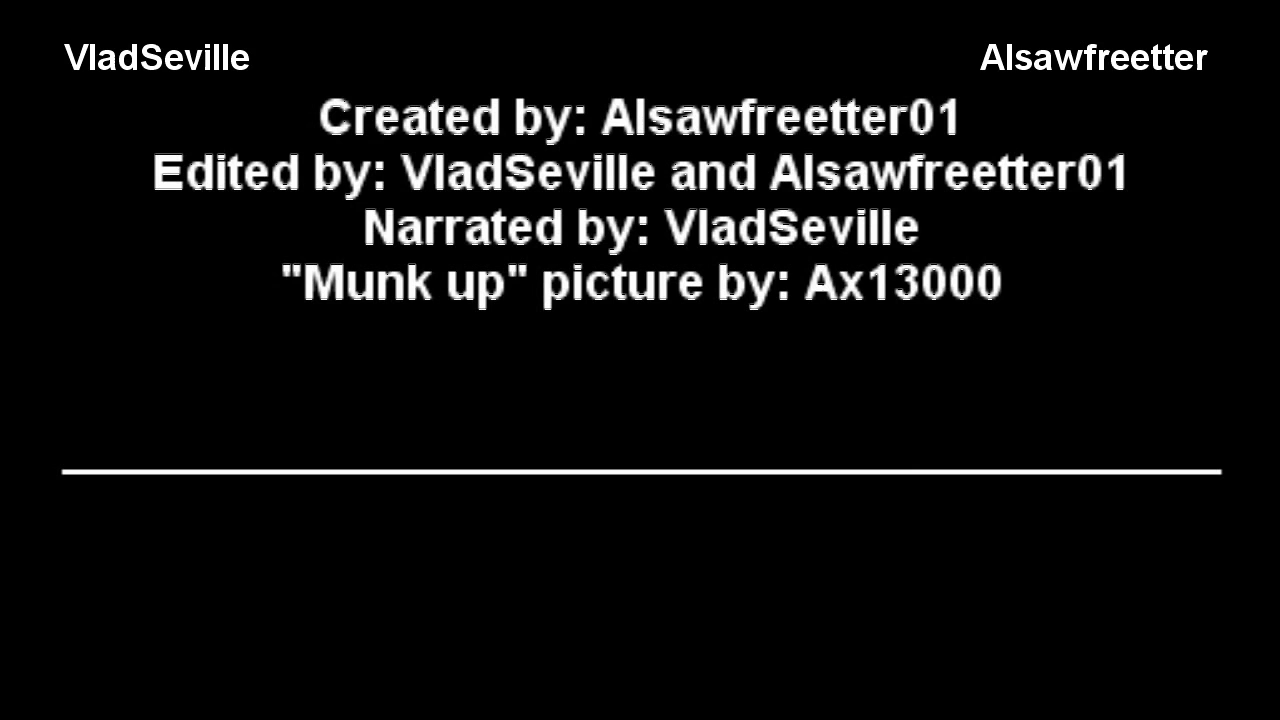 VladSeville Alsawfreetter
Created by: Alsawfreetter01
Edited by: VladSeville and Alsawfreetter01
Narrated by: VladSeville
"Munk up" picture by: Ax13000